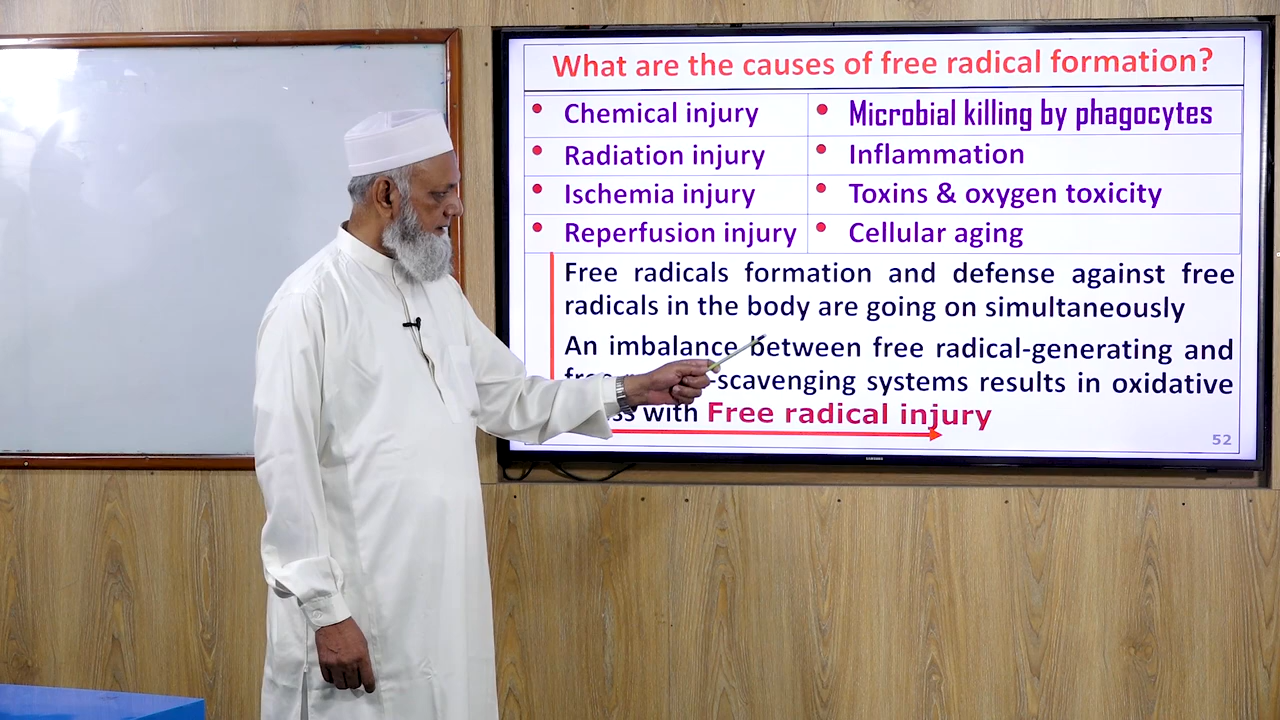 What are the causes of free radical formation?
• Chemical injury • Microbial killing by phagocytes
• Radiation injury • Inflammation
• Ischemia injury • Toxins & oxygen toxicity
• Reperfusion injury • Cellular aging
Free radicals formation and defense against free
radicals in the body are going on simultaneously
An imbalance between free radical-generating and
-scavenging systems results in oxidative
with Free radical injury
52
SAMSUNG